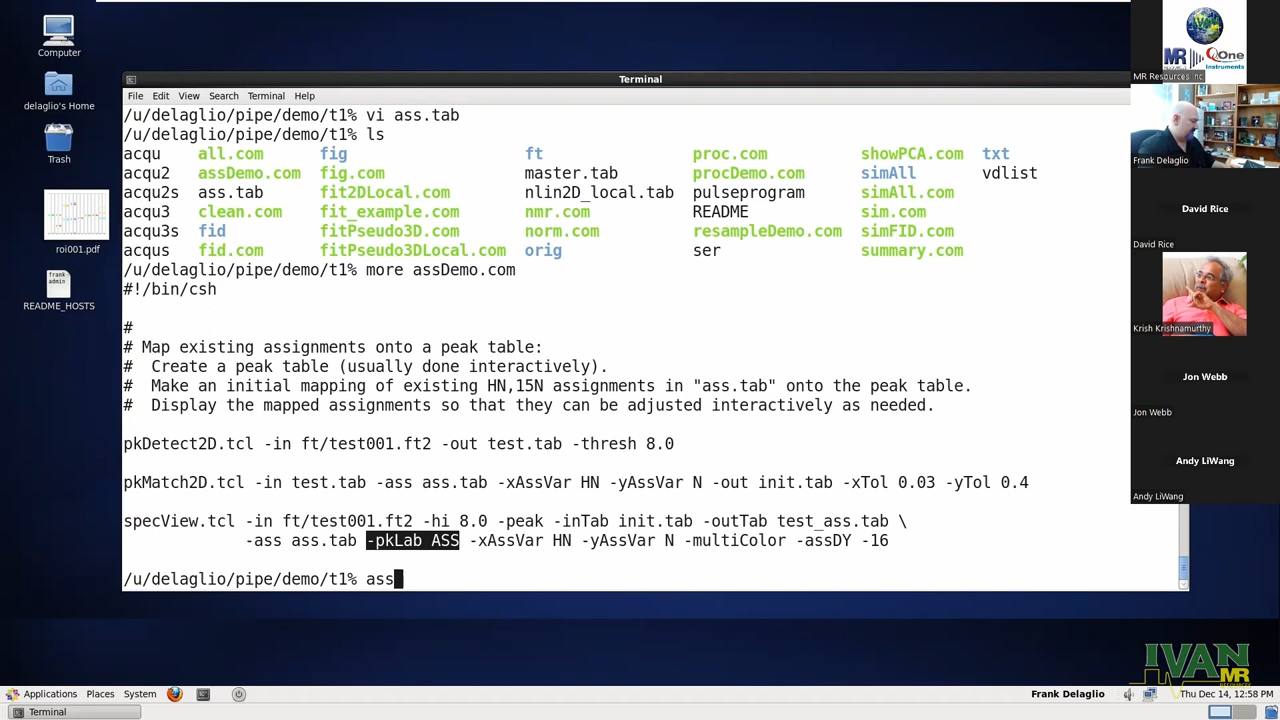 Computer
delaglio's Home
Trash
roi001.pdf
frank-
admin
README_HOSTS
Terminal
File Edit View Search Terminal Help
/u/delaglio/pipe/demo/t1% vi ass.tab
/u/delaglio/pipe/demo/t1% ls
acqu all.com fig ft proc.com showPCA.com txt
acqu2 assDemo.com fig.com master.tab procDemo.com simAll vdlist
acqu2s ass.tab fit2DLocal.com nlin2D_local.tab pulseprogram simAll.com
acqu3 clean.com fit_example.com nmr.com README sim.com
acqu3s fid fitPseudo3D.com norm.com resampleDemo.com simFID.com
acqus fid.com fitPseudo3DLocal.com orig ser summary.com
/u/delaglio/pipe/demo/t1% more assDemo.com
#!/bin/csh
#
# Map existing assignments onto a peak table:
#  Create a peak table (usually done interactively).
#  Make an initial mapping of existing HN,15N assignments in "ass.tab" onto the peak table.
#  Display the mapped assignments so that they can be adjusted interactively as needed.
pkDetect2D.tcl -in ft/test001.ft2 -out test.tab -thresh 8.0
pkMatch2D.tcl -in test.tab -ass ass.tab -xAssVar HN -yAssVar N -out init.tab -xTol 0.03 -yTol 0.4
specView.tcl -in ft/test001.ft2 -hi 8.0 -peak -inTab init.tab -outTab test_ass.tab \
-ass ass.tab -pkLab ASS -xAssVar HN -yAssVar N -multiColor -assDY -16
/u/delaglio/pipe/demo/t1% ass
MR QOne
Instruments
MR Resources Inc
Frank Delaglio
David Rice
David Rice
Krish Krishnamurthy
Jon Webb
Jon Webb
Andy LiWang
Andy LiWang
IVAN
MR
RESOURCES
Applications Places System Frank Delaglio Thu Dec 14, 12:58 PM
Terminal